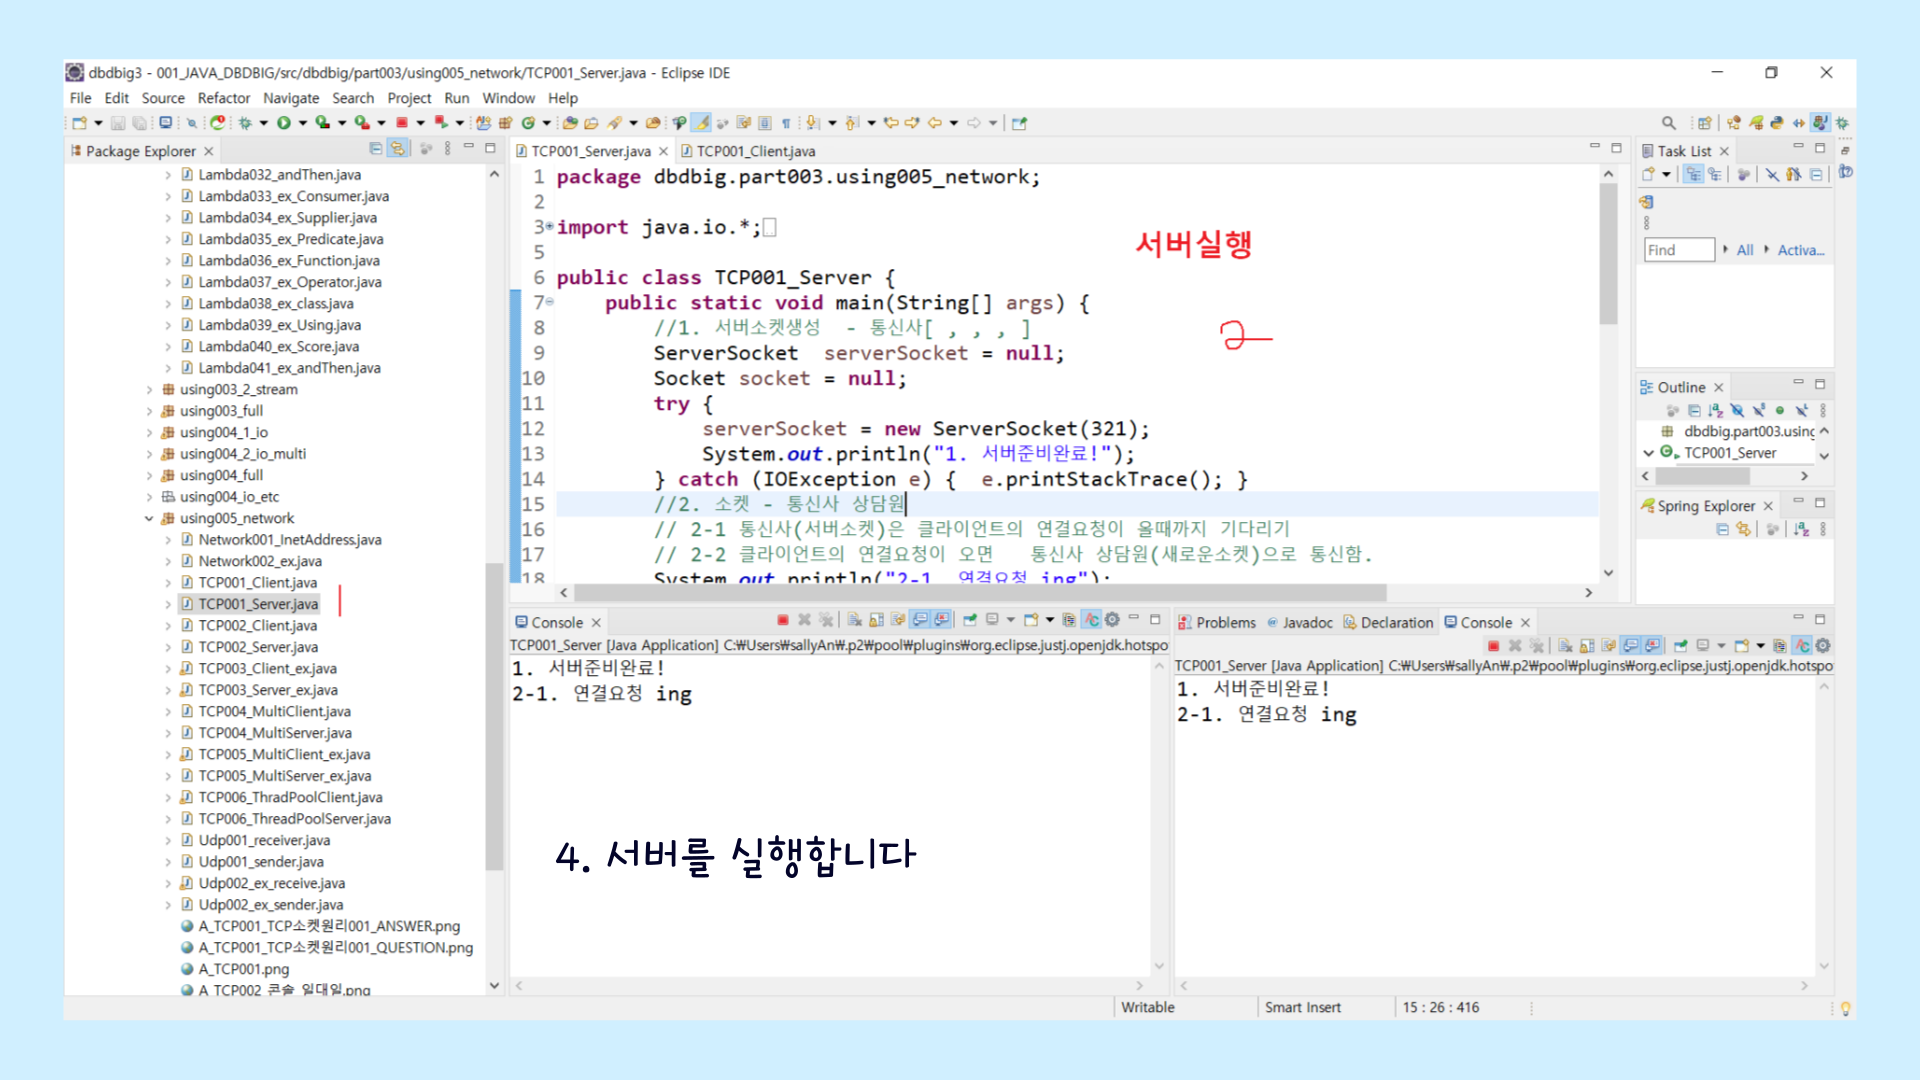 dbdbig3 - 001_JAVA_DBDBIG/src/dbdbig/part003/using005_network/TCP001_Server.java - Eclipse IDE
File Edit Source Refactor Navigate Search Project Run Window Help
Package Explorer
Lambda032_andThen.java
Lambda033_ex_Consumer.java
Lambda034_ex_Supplier.java
Lambda035_ex_Predicate.java
Lambda036_ex_Function.java
Lambda037_ex_Operator.java
Lambda038_ex_class.java
Lambda039_ex_Using.java
Lambda040_ex_Score.java
Lambda041_ex_andThen.java
using003_2_stream
using003_full
using004_1_io
using004_2_io_multi
using004_full
using004_io_etc
using005_network
Network001_InetAddress.java
Network002_ex.java
TCP001_Client.java
TCP001_Server.java
TCP002_Client.java
TCP002_Server.java
TCP003_Client_ex.java
TCP003_Server_ex.java
TCP004_MultiClient.java
TCP004_MultiServer.java
TCP005_MultiClient_ex.java
TCP005_MultiServer_ex.java
TCP006_ThradPoolClient.java
TCP006_ThreadPoolServer.java
Udp001_receiver.java
Udp001_sender.java
Udp002_ex_receive.java
Udp002_ex_sender.java
A_TCP001_TCP소켓원리001_ANSWER.png
A_TCP001_TCP소켓원리001_QUESTION.png
A_TCP001.png
A_TCP002_콘솔_일대일.png
TCP001_Server.java TCP001_Client.java
1 package dbdbig.part003.using005_network;
2
3 import java.io.*;
5
6 public class TCP001_Server {
7 public static void main(String[] args) {
8 //1. 서버소켓생성 - 통신사[ , , , ]
9 ServerSocket serverSocket = null;
10 Socket socket = null;
11 try {
12 serverSocket = new ServerSocket(321);
13 System.out.println("1. 서버준비완료!");
14 } catch (IOException e) { e.printStackTrace(); }
15 //2. 소켓 - 통신사 상담원
16 // 2-1 통신사(서버소켓)은 클라이언트의 연결요청이 올때까지 기다리기
17 // 2-2 클라이언트의 연결요청이 오면 통신사 상담원(새로운소켓)으로 통신함.
18 System.out.println("2-1. 연결요청 ing");
서버실행
2
Task List
Find All Activa...
Outline
dbdbig.part003.using
TCP001_Server
Spring Explorer
Console
TCP001_Server [Java Application] C:₩Users₩sallyAn₩.p2₩pool₩plugins₩org.eclipse.justj.openjdk.hotspo
1. 서버준비완료!
2-1. 연결요청 ing
4. 서버를 실행합니다
Problems Javadoc Declaration Console
TCP001_Server [Java Application] C:₩Users₩sallyAn₩.p2₩pool₩plugins₩org.eclipse.justj.openjdk.hotspo
1. 서버준비완료!
2-1. 연결요청 ing
Writable Smart Insert 15 : 26 : 416